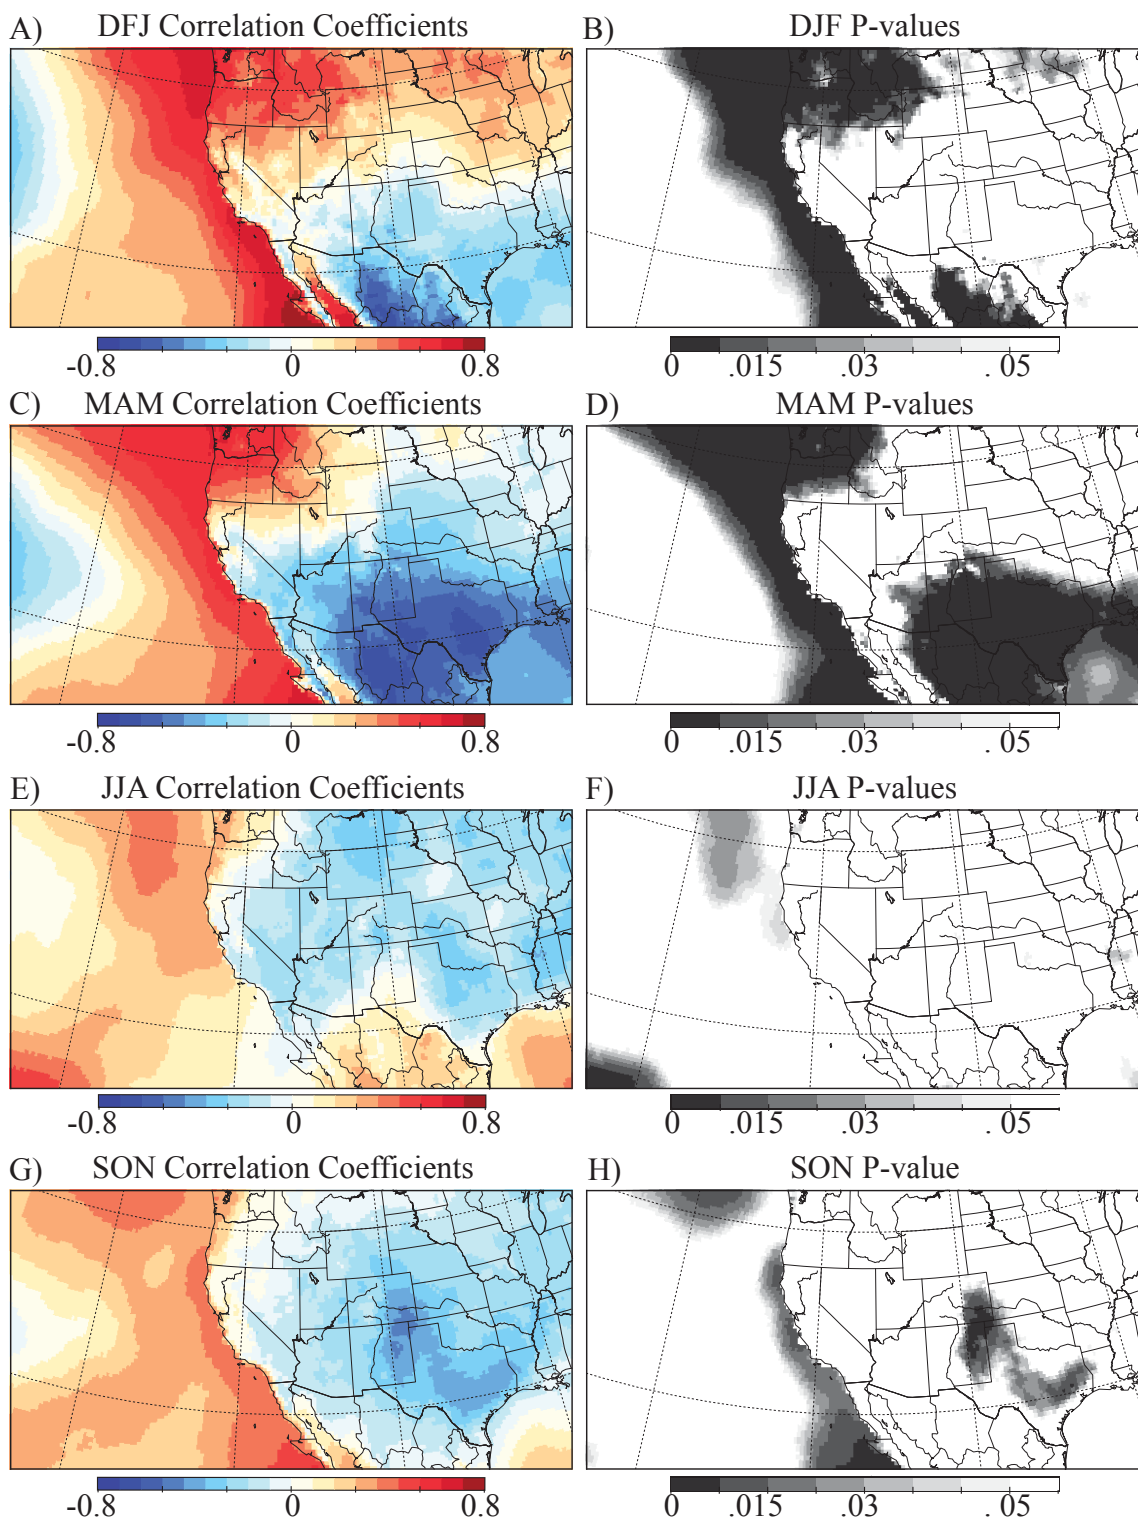 A) DFJ Correlation Coefficients
B) DJF P-values
-0.8 0 0.8
0 .015 .03 .05
C) MAM Correlation Coefficients
D) MAM P-values
-0.8 0 0.8
0 .015 .03 .05
E) JJA Correlation Coefficients
F) JJA P-values
-0.8 0 0.8
0 .015 .03 .05
G) SON Correlation Coefficients
H) SON P-value
-0.8 0 0.8
0 .015 .03 .05